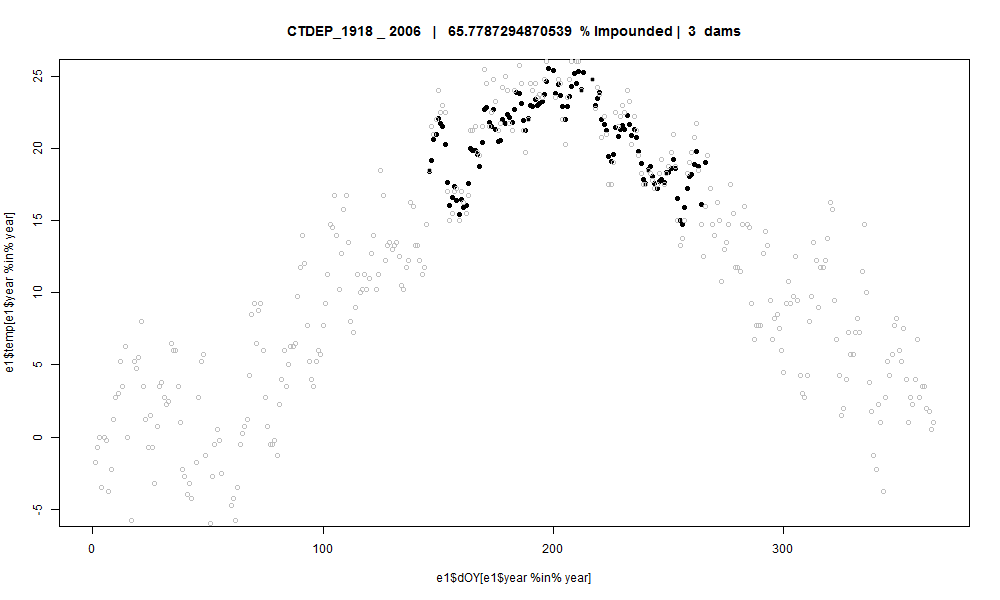 CTDEP_1918 _ 2006 | 65.7787294870539 % Impounded | 3 dams
25
20
15
10
5
0
-5
e1$temp[e1$year %in% year]
0 100 200 300
e1$dOY[e1$year %in% year]